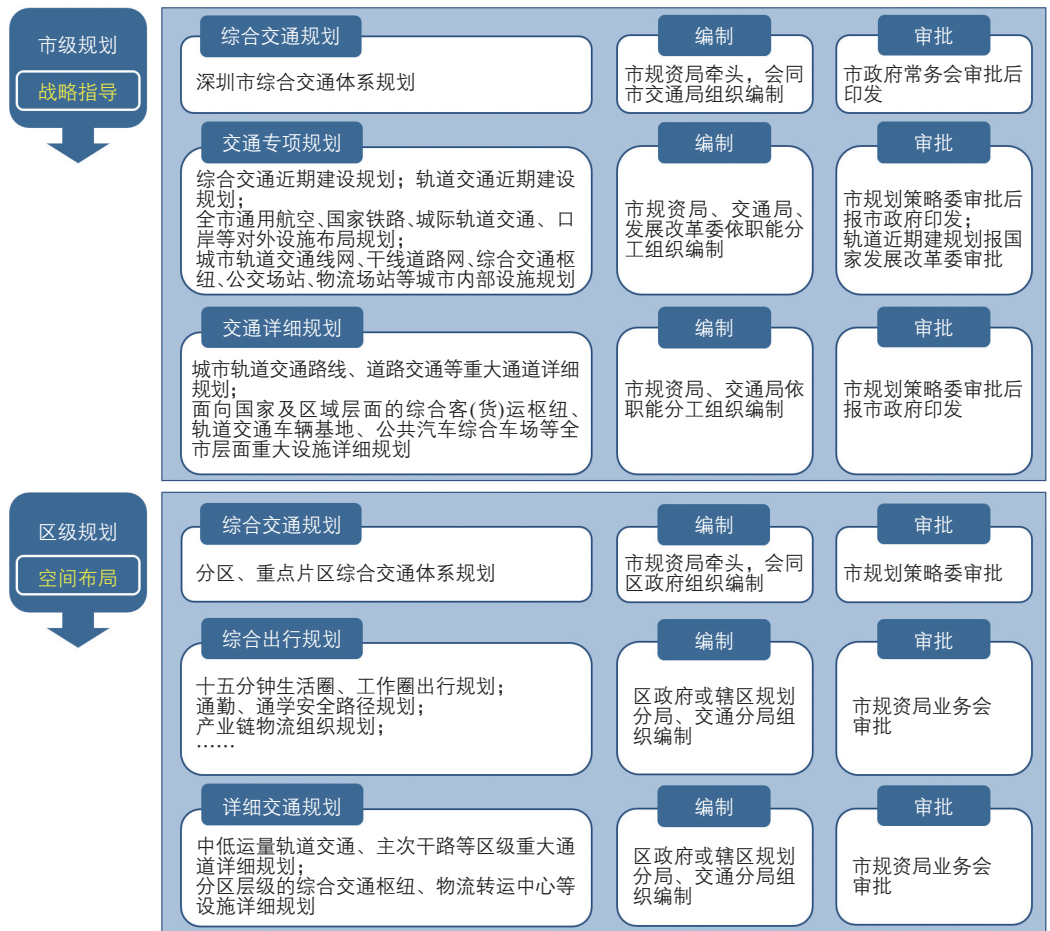 市级规划
战略指导
综合交通规划
深圳市综合交通体系规划
编制
市规资局牵头，会同
市交通局组织编制
审批
市政府常务会审批后
印发
交通专项规划
综合交通近期建设规划；轨道交通近期建设
规划；
全市通用航空、国家铁路、城际轨道交通、口
岸等对外设施布局规划；
城市轨道交通线网、干线道路网、综合交通枢
纽、公交场站、物流场站等城市内部设施规划
编制
市规资局、交通局、
发展改革委依职能分
工组织编制
审批
市规划策略委审批后
报市政府印发；
轨道近期建规划报国
家发展改革委审批
交通详细规划
城市轨道交通路线、道路交通等重大通道详细
规划；
面向国家及区域层面的综合客(货)运枢纽、
轨道交通车辆基地、公共汽车综合车场等全
市层面重大设施详细规划
编制
市规资局、交通局依
职能分工组织编制
审批
市规划策略委审批后
报市政府印发
区级规划
空间布局
综合交通规划
分区、重点片区综合交通体系规划
编制
市规资局牵头，会同
区政府组织编制
审批
市规划策略委审批
综合出行规划
十五分钟生活圈、工作圈出行规划；
通勤、通学安全路径规划；
产业链物流组织规划；
……
编制
区政府或辖区规划
分局、交通分局组
织编制
审批
市规资局业务会
审批
详细交通规划
中低运量轨道交通、主次干路等区级重大通
道详细规划；
分区层级的综合交通枢纽、物流转运中心等
设施详细规划
编制
区政府或辖区规划
分局、交通分局组
织编制
审批
市规资局业务会
审批